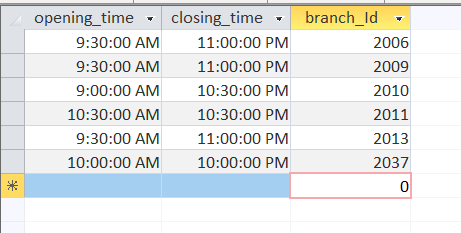 opening_time closing_time branch_Id
9:30:00 AM 11:00:00 PM 2006
9:30:00 AM 11:00:00 PM 2009
9:00:00 AM 10:30:00 PM 2010
10:30:00 AM 10:30:00 PM 2011
9:30:00 AM 11:00:00 PM 2013
10:00:00 AM 10:00:00 PM 2037
0